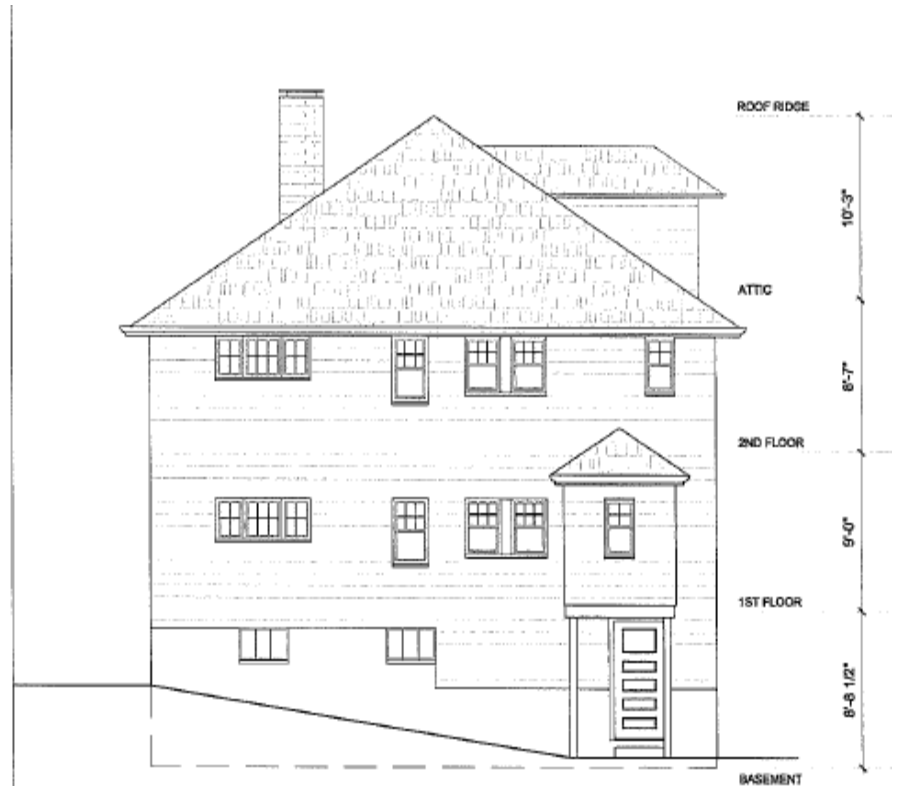 ROOF RIDGE
10'-3"
ATTIC
8'-7"
2ND FLOOR
9'-0"
1ST FLOOR
8'-8 1/2"
BASEMENT